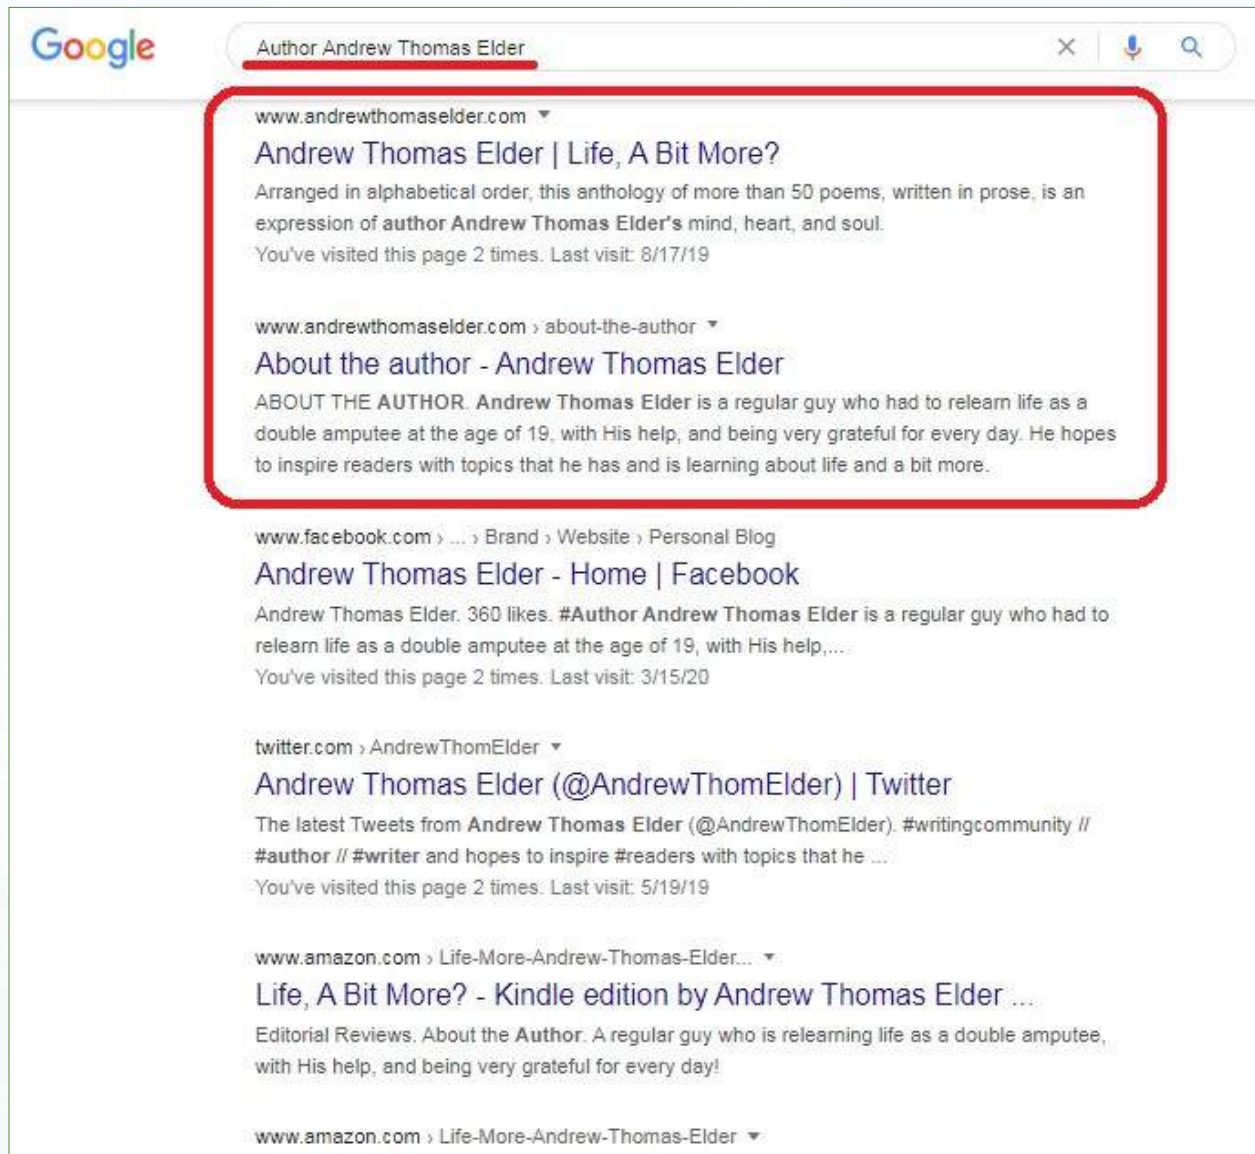 Google
Author Andrew Thomas Elder
www.andrewthomaselder.com
Andrew Thomas Elder | Life, A Bit More?
Arranged in alphabetical order, this anthology of more than 50 poems, written in prose, is an
expression of author Andrew Thomas Elder's mind, heart, and soul.
You've visited this page 2 times. Last visit: 8/17/19
www.andrewthomaselder.com › about-the-author
About the author - Andrew Thomas Elder
ABOUT THE AUTHOR. Andrew Thomas Elder is a regular guy who had to relearn life as a
double amputee at the age of 19, with His help, and being very grateful for every day. He hopes
to inspire readers with topics that he has and is learning about life and a bit more.
www.facebook.com › ... › Brand › Website › Personal Blog
Andrew Thomas Elder - Home | Facebook
Andrew Thomas Elder. 360 likes. #Author Andrew Thomas Elder is a regular guy who had to
relearn life as a double amputee at the age of 19, with His help,...
You've visited this page 2 times. Last visit: 3/15/20
twitter.com › AndrewThomElder
Andrew Thomas Elder (@AndrewThomElder) | Twitter
The latest Tweets from Andrew Thomas Elder (@AndrewThomElder). #writingcommunity //
#author // #writer and hopes to inspire #readers with topics that he ...
You've visited this page 2 times. Last visit: 5/19/19
www.amazon.com › Life-More-Andrew-Thomas-Elder...
Life, A Bit More? - Kindle edition by Andrew Thomas Elder ...
Editorial Reviews. About the Author. A regular guy who is relearning life as a double amputee,
with His help, and being very grateful for every day!
www.amazon.com › Life-More-Andrew-Thomas-Elder